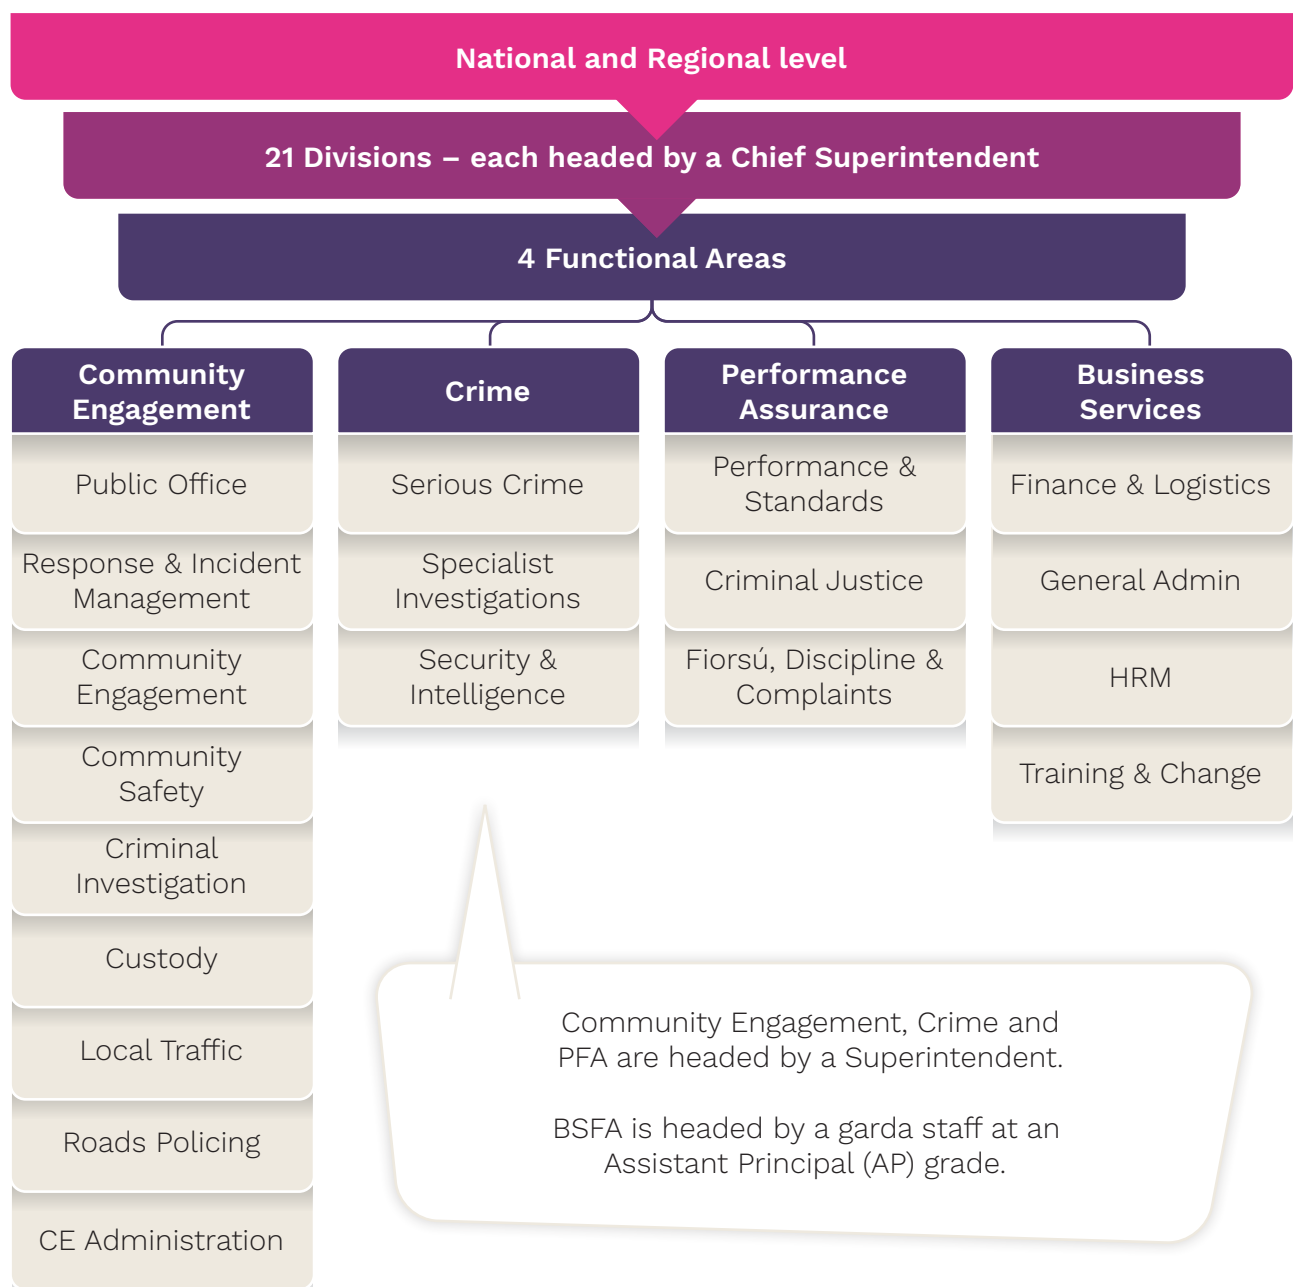 National and Regional level
21 Divisions – each headed by a Chief Superintendent
4 Functional Areas
Community
Engagement
Public Office
Response & Incident
Management
Community
Engagement
Community
Safety
Criminal
Investigation
Custody
Local Traffic
Roads Policing
CE Administration
Crime
Serious Crime
Specialist
Investigations
Security &
Intelligence
Performance
Assurance
Performance &
Standards
Criminal Justice
Fiorsú, Discipline &
Complaints
Business
Services
Finance & Logistics
General Admin
HRM
Training & Change
Community Engagement, Crime and
PFA are headed by a Superintendent.
BSFA is headed by a garda staff at an
Assistant Principal (AP) grade.